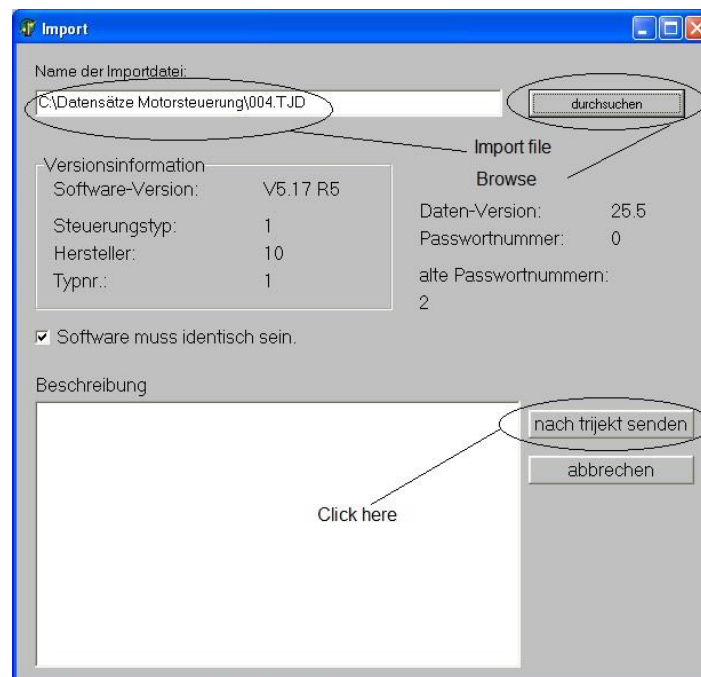 Import
Name der Importdatei:
C:\Datensätze Motorsteuerung\004.TJD
durchsuchen
Import file
Browse
Versionsinformation
Software-Version: V5.17 R5
Steuerungstyp: 1
Hersteller: 10
Typnr.: 1
Daten-Version: 25.5
Passwortnummer: 0
alte Passwortnummern:
2
Software muss identisch sein.
Beschreibung
nach trijekt senden
abbrechen
Click here